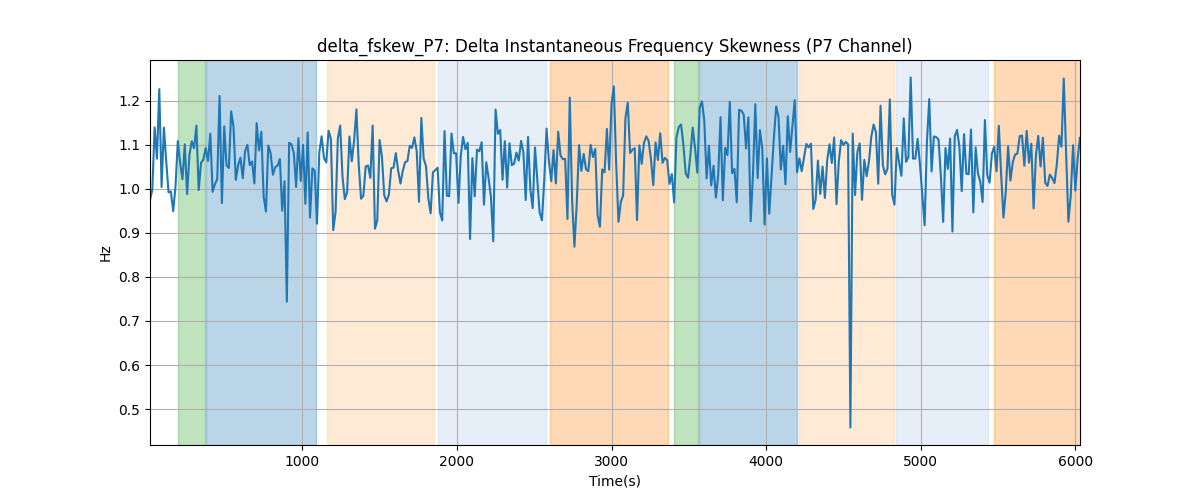 delta_fskew_P7: Delta Instantaneous Frequency Skewness (P7 Channel)
Hz
1.2
1.1
1.0
0.9
0.8
0.7
0.6
0.5
1000 2000 3000 4000 5000 6000
Time(s)